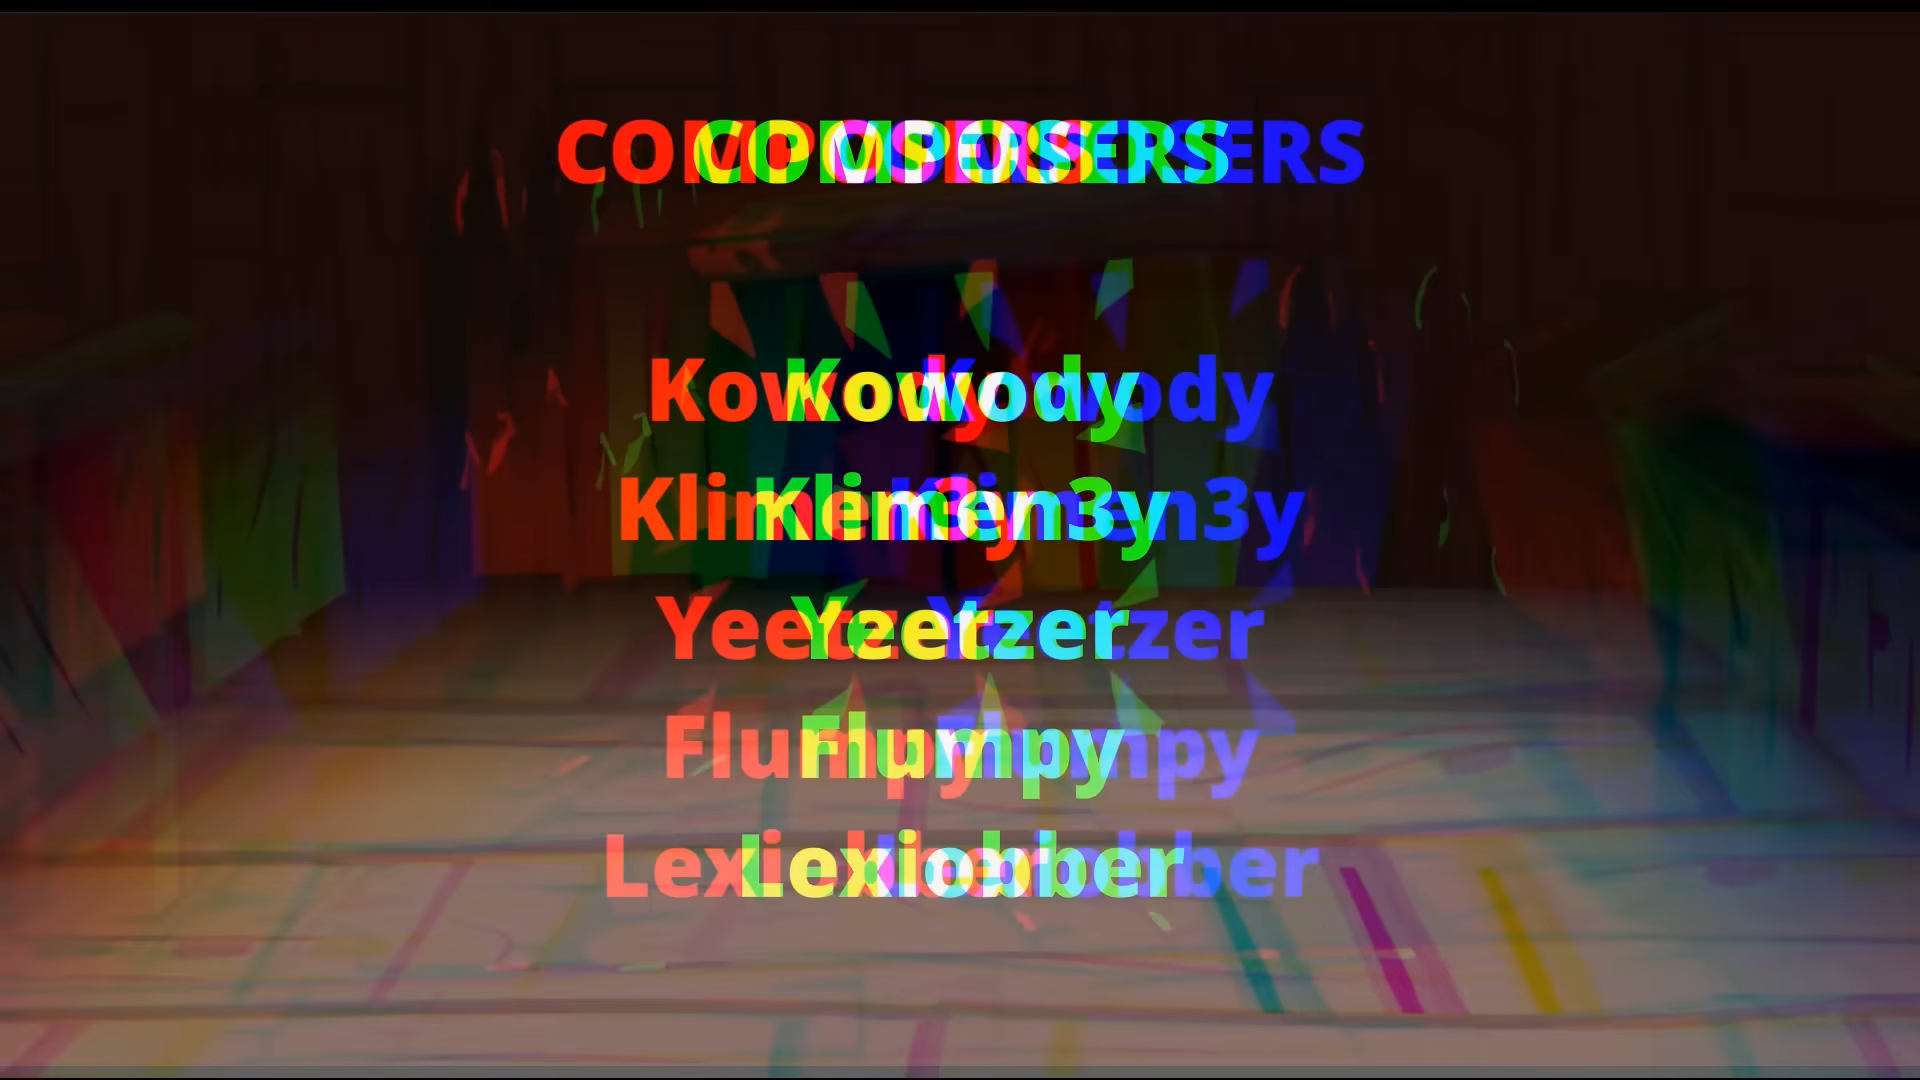 COMPOSERS
Kowody
Klimen3y
Yeetzer
Flumpy
Lexiobber